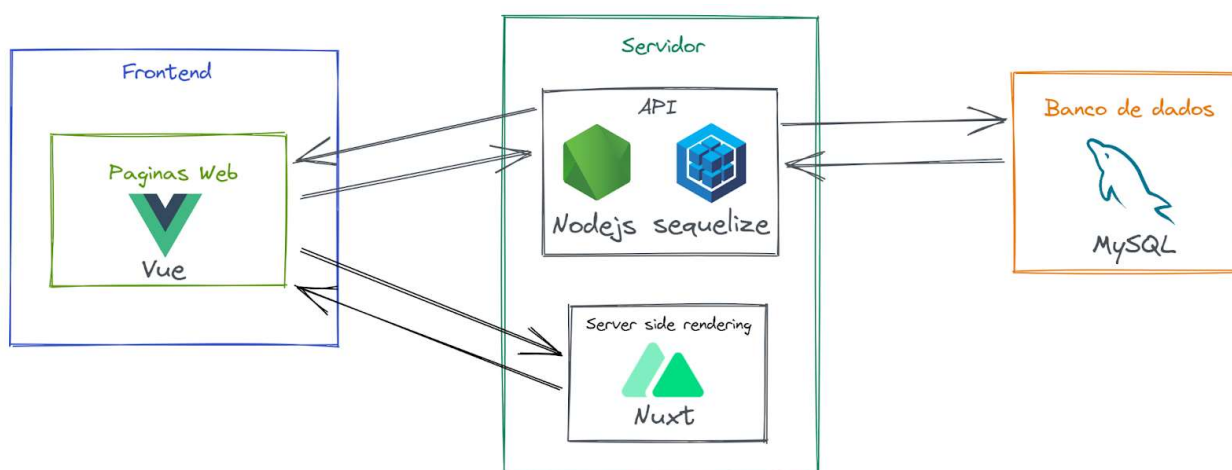 Frontend
Paginas Web
Vue
Servidor
API
Nodejs sequelize
Server side rendering
Nuxt
Banco de dados
MySQL